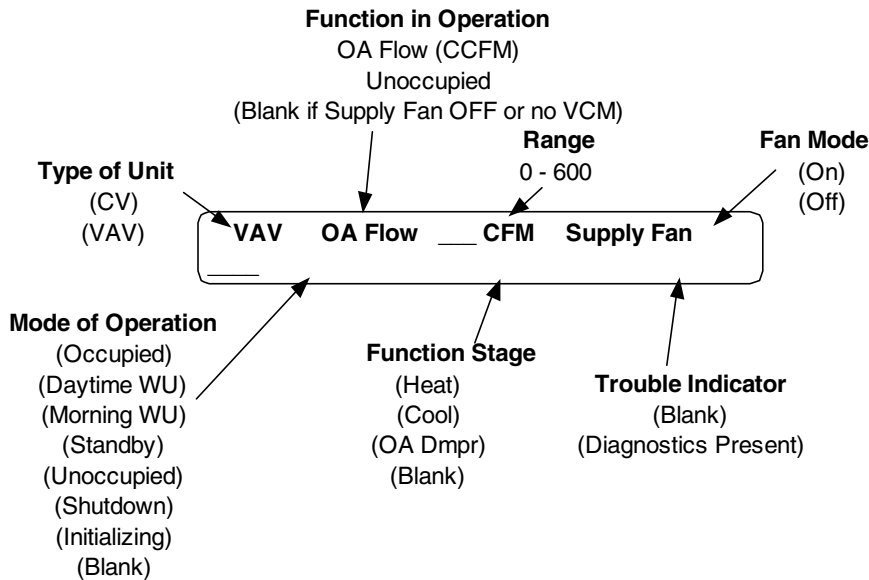 Function in Operation
OA Flow (CCFM)
Unoccupied
(Blank if Supply Fan OFF or no VCM)
Range
0 - 600
Fan Mode
(On)
(Off)
Type of Unit
(CV)
(VAV)
VAV OA Flow ___ CFM Supply Fan
____
Mode of Operation
(Occupied)
(Daytime WU)
(Morning WU)
(Standby)
(Unoccupied)
(Shutdown)
(Initializing)
(Blank)
Function Stage
(Heat)
(Cool)
(OA Dmpr)
(Blank)
Trouble Indicator
(Blank)
(Diagnostics Present)